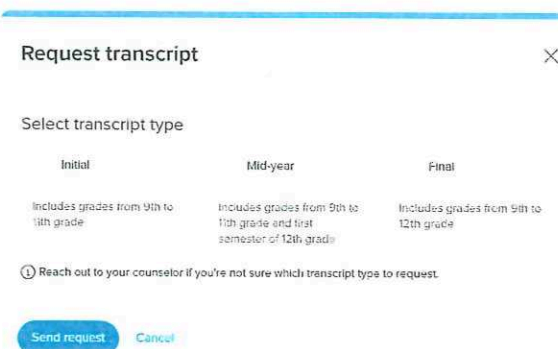 Request transcript
Select transcript type
Initial
Mid-year
Final
Includes grades from 9th to
11th grade
Includes grades from 9th to
11th grade and first
semester of 12th grade
Includes grades from 9th to
12th grade
Reach out to your counselor if you're not sure which transcript type to request.
Send request
Cancel